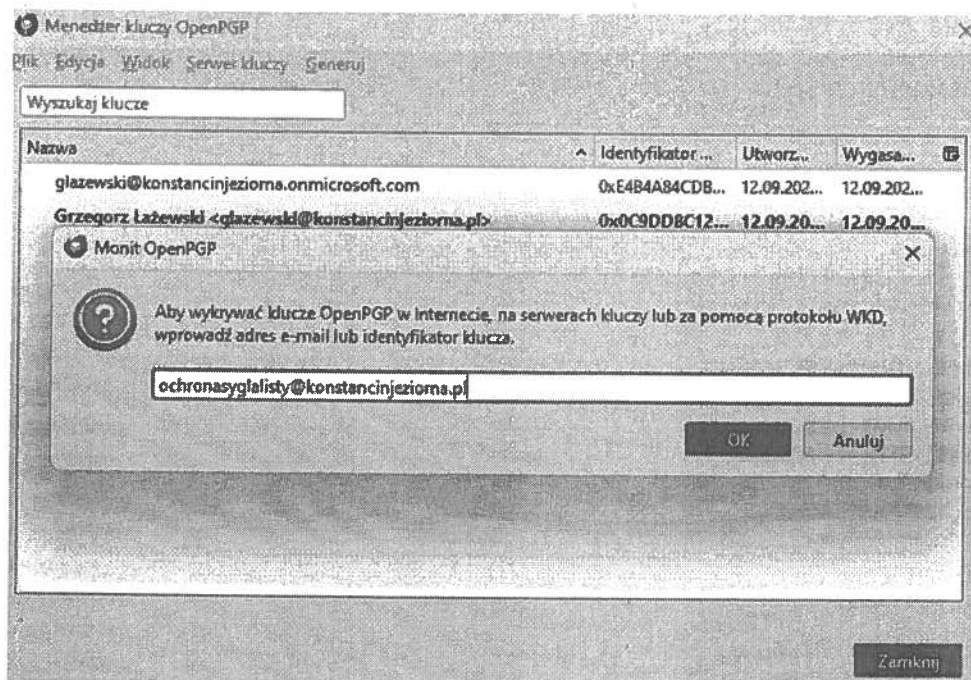 Menedżer kluczy OpenPGP
Plik Edycja Widok Serwer kluczy Generuj
Wyszukaj klucze
Nazwa Identyfikator ... Utworz... Wygasa...
glazewski@konstancinjeziorna.onmicrosoft.com 0xE4B4A84CDB... 12.09.202... 12.09.202...
Grzegorz Łażewski <glazewski@konstancinjeziorna.pl> 0x0C9DD8C12... 12.09.20... 12.09.20...
Monit OpenPGP
Aby wykrywać klucze OpenPGP w Internecie, na serwerach kluczy lub za pomocą protokołu WKD,
wprowadź adres e-mail lub identyfikator klucza.
ochronasyglalisty@konstancinjeziorna.pl
OK Anuluj
Zamknij